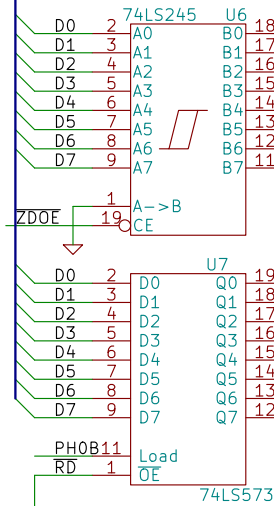 74LS245 U6
D0 2 A0 B0 18
D1 3 A1 B1 17
D2 4 A2 B2 16
D3 5 A3 B3 15
D4 6 A4 B4 14
D5 7 A5 B5 13
D6 8 A6 B6 12
D7 9 A7 B7 11
1 A->B
ZDOE 19 CE
U7
D0 2 D0 Q0 19
D1 3 D1 Q1 18
D2 4 D2 Q2 17
D3 5 D3 Q3 16
D4 6 D4 Q4 15
D5 7 D5 Q5 14
D6 8 D6 Q6 13
D7 9 D7 Q7 12
PH0B 11 Load
RD 1 OE
74LS573